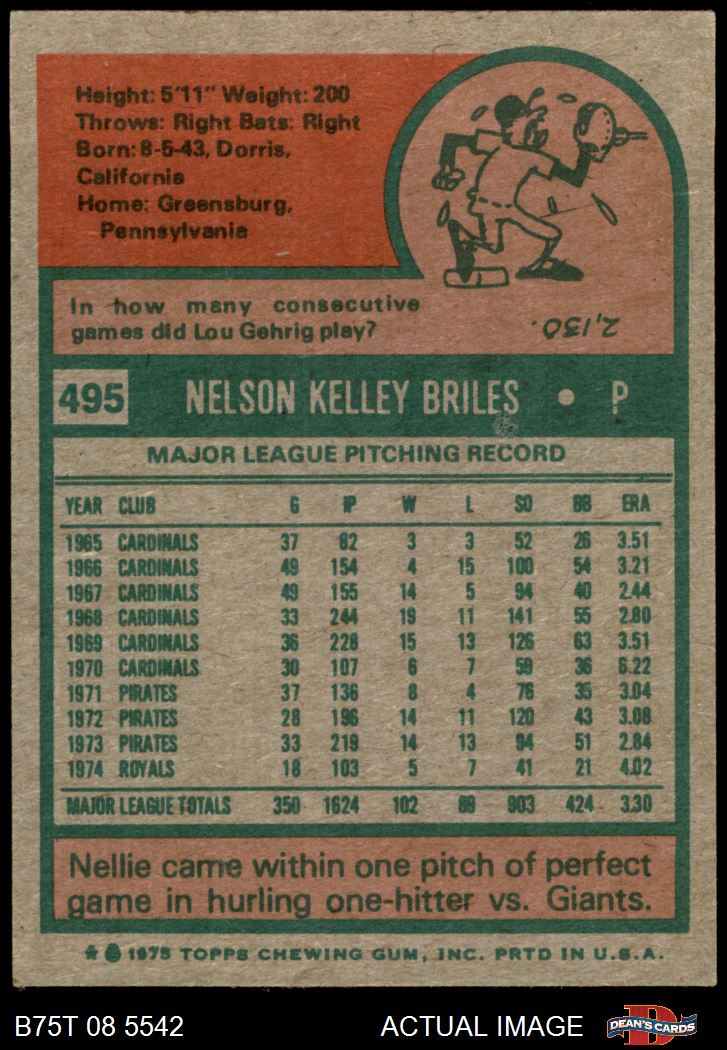 Height: 5'11" Weight: 200
Throws: Right Bats: Right
Born: 8-5-43, Dorris,
California
Home: Greensburg,
Pennsylvania
In how many consecutive
games did Lou Gehrig play?
2,130.
495 NELSON KELLEY BRILES • P
MAJOR LEAGUE PITCHING RECORD
YEAR CLUB G IP W L SO BB ERA
1965 CARDINALS 37 82 3 3 52 26 3.51
1966 CARDINALS 49 154 4 15 100 54 3.21
1967 CARDINALS 49 155 14 5 94 40 2.44
1968 CARDINALS 33 244 19 11 141 55 2.80
1969 CARDINALS 36 228 15 13 126 63 3.51
1970 CARDINALS 30 107 6 7 59 36 6.22
1971 PIRATES 37 136 8 4 76 35 3.04
1972 PIRATES 28 196 14 11 120 43 3.08
1973 PIRATES 33 219 14 13 94 51 2.84
1974 ROYALS 18 103 5 7 41 21 4.02
MAJOR LEAGUE TOTALS 350 1624 102 89 903 424 3.30
Nellie came within one pitch of perfect
game in hurling one-hitter vs. Giants.
★ © 1975 TOPPS CHEWING GUM, INC. PRTD IN U.S.A.
B75T 08 5542 ACTUAL IMAGE D DEAN'S CARDS